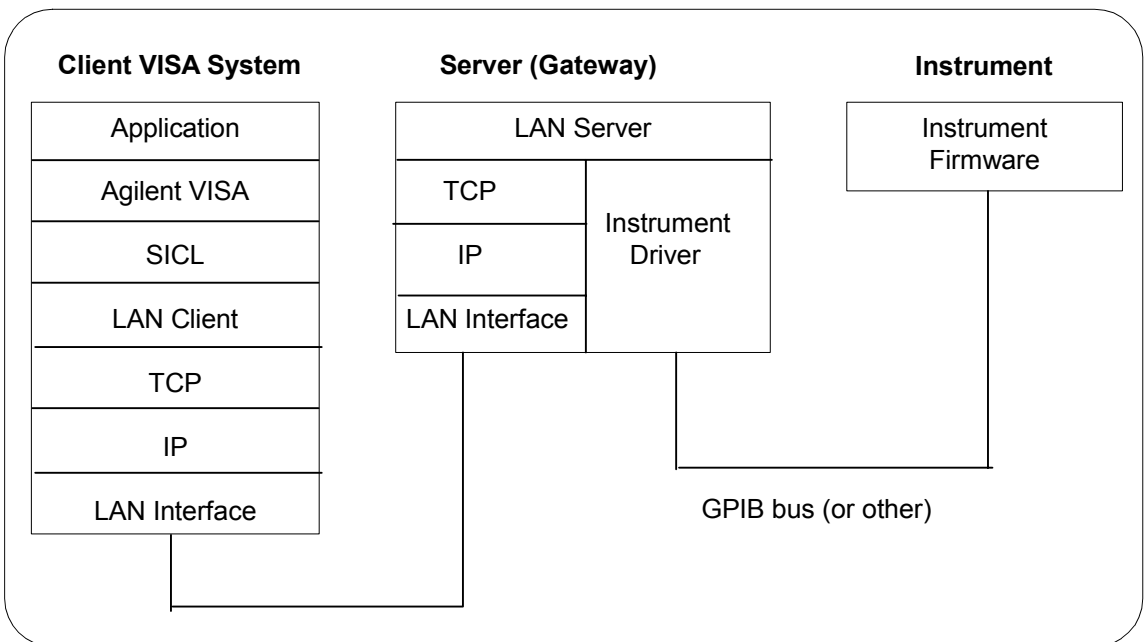 Client VISA System
Application
Agilent VISA
SICL
LAN Client
TCP
IP
LAN Interface
Server (Gateway)
LAN Server
TCP
IP
LAN Interface
Instrument
Driver
Instrument
Instrument
Firmware
GPIB bus (or other)